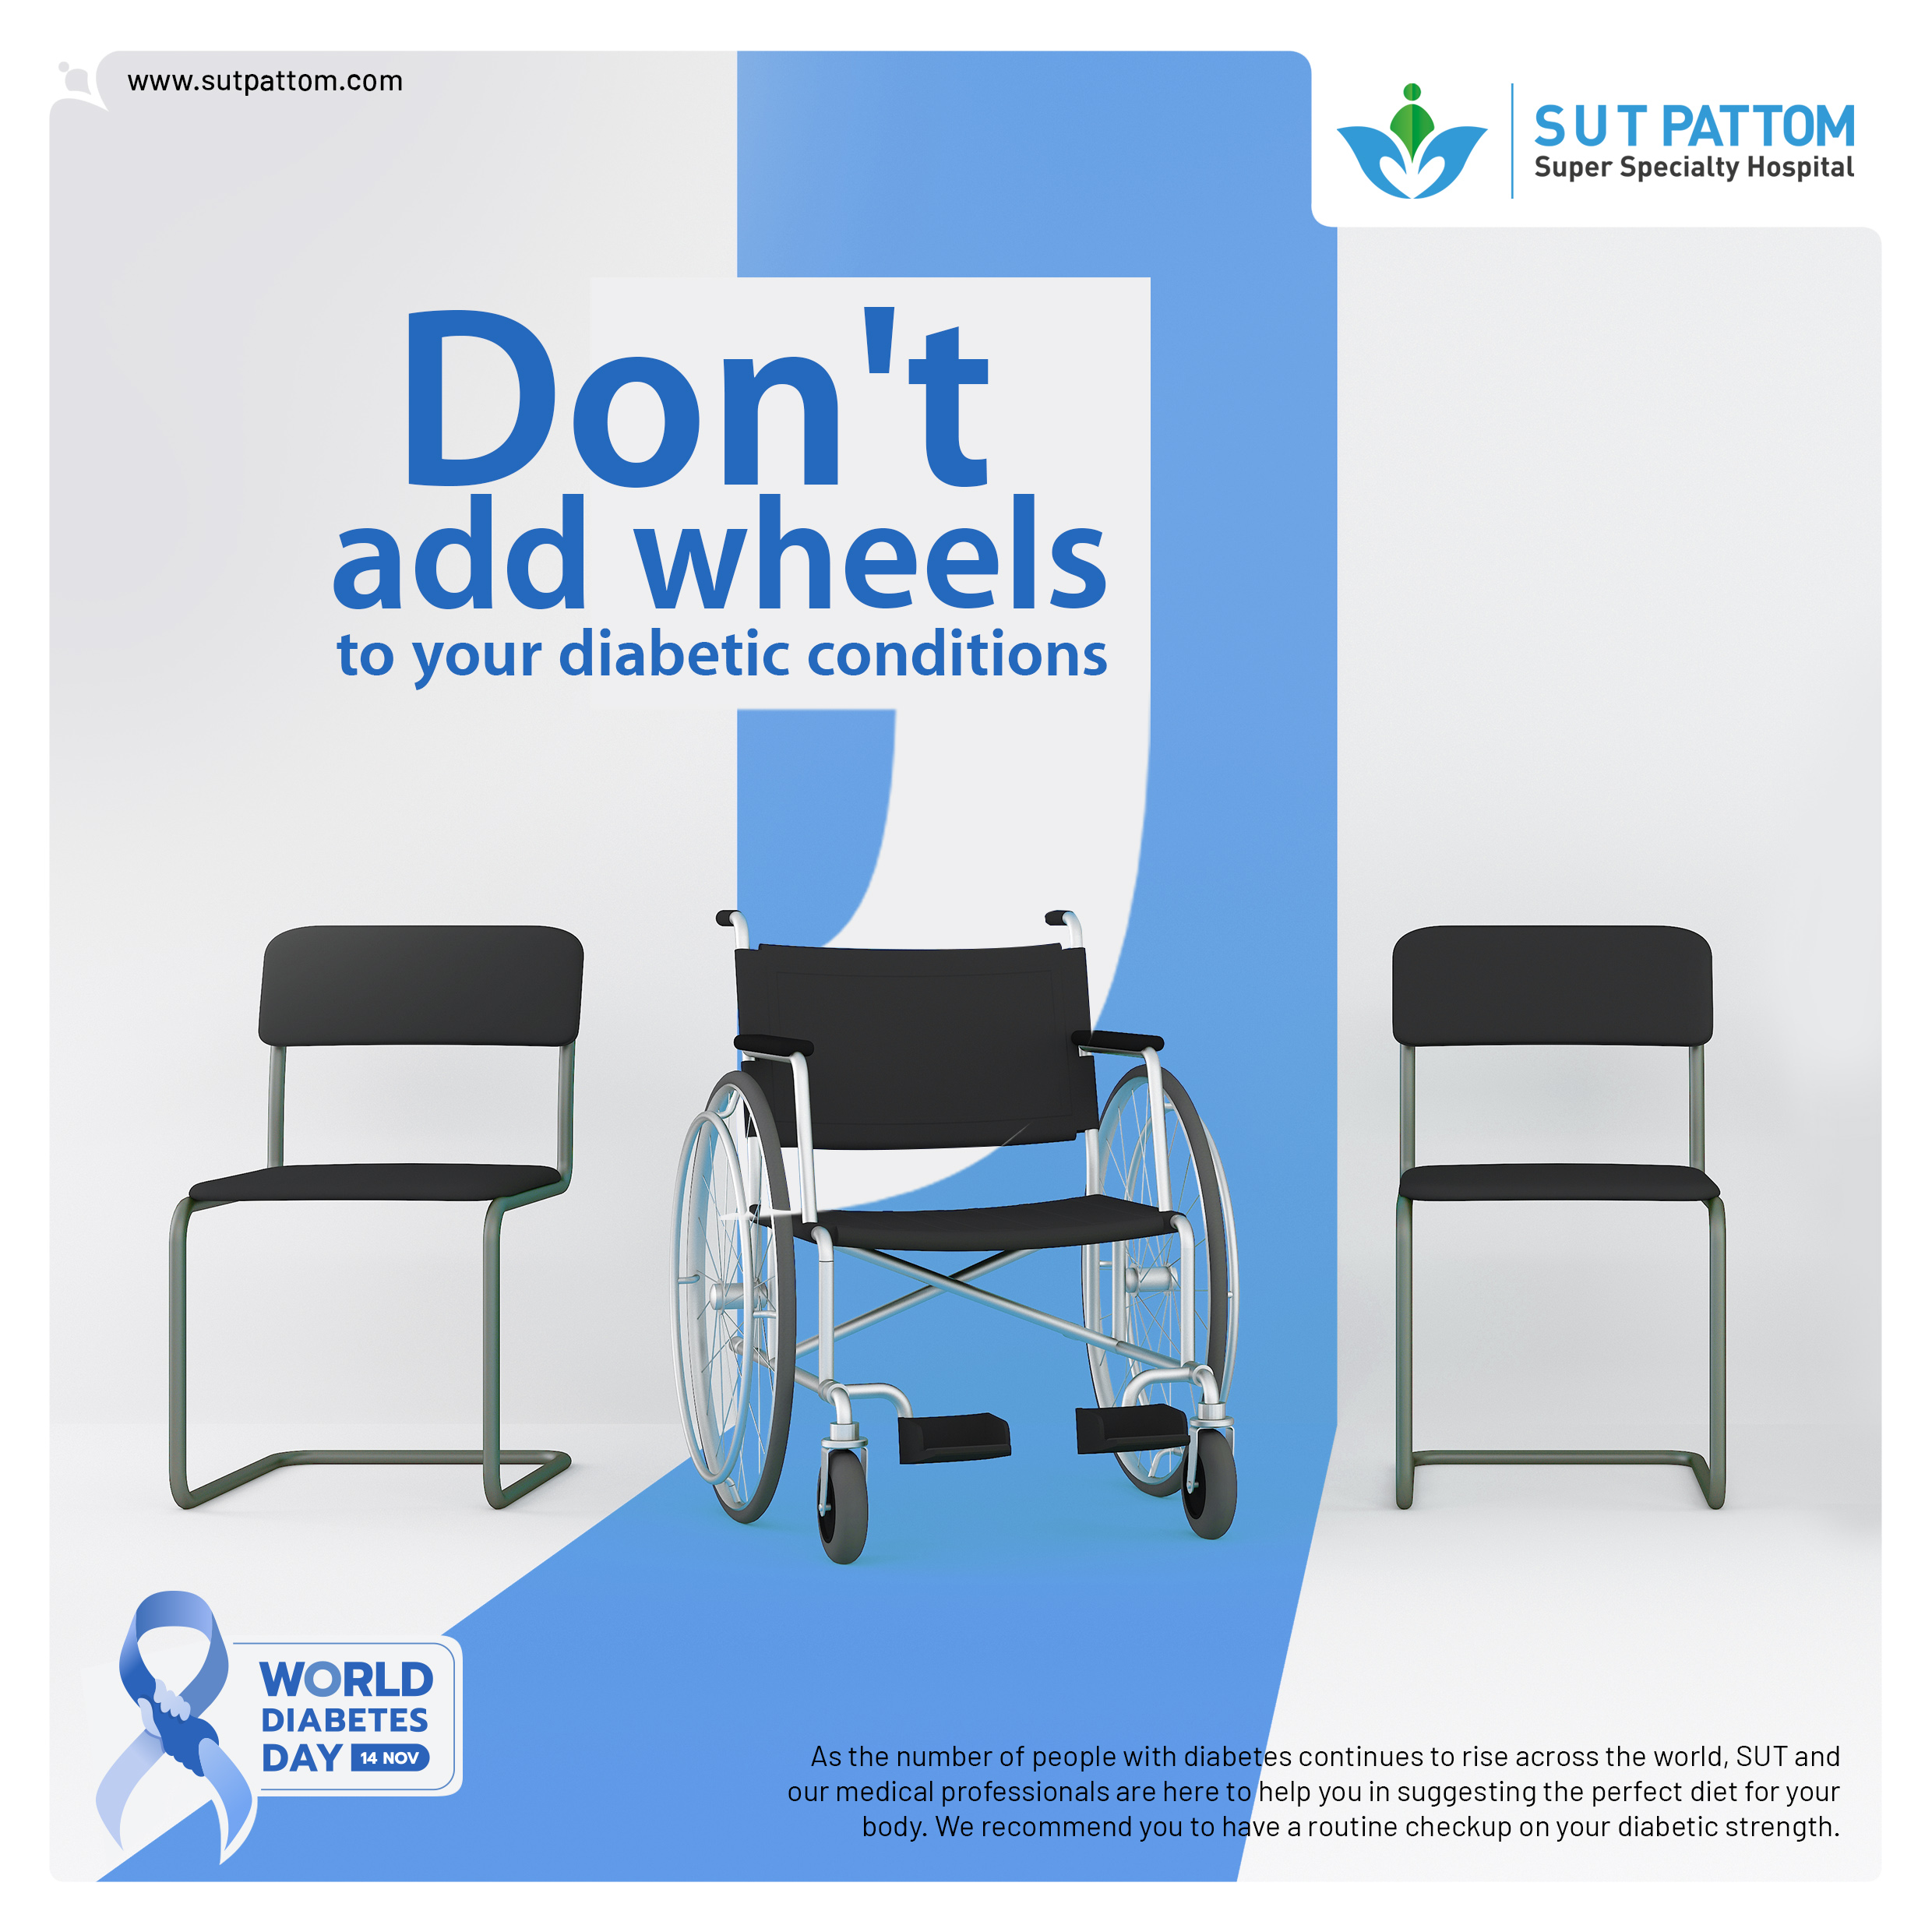 www.sutpattom.com
SUT PATTOM
Super Specialty Hospital
Don't
add wheels
to your diabetic conditions
WORLD
DIABETES
DAY 14 NOV
As the number of people with diabetes continues to rise across the world, SUT and
our medical professionals are here to help you in suggesting the perfect diet for your
body. We recommend you to have a routine checkup on your diabetic strength.